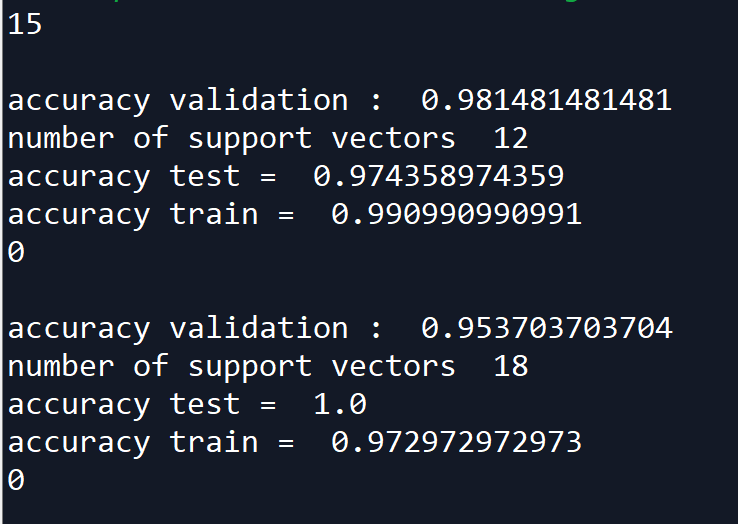 15
accuracy validation :  0.981481481481
number of support vectors  12
accuracy test =  0.974358974359
accuracy train =  0.990990990991
0
accuracy validation :  0.953703703704
number of support vectors  18
accuracy test =  1.0
accuracy train =  0.972972972973
0